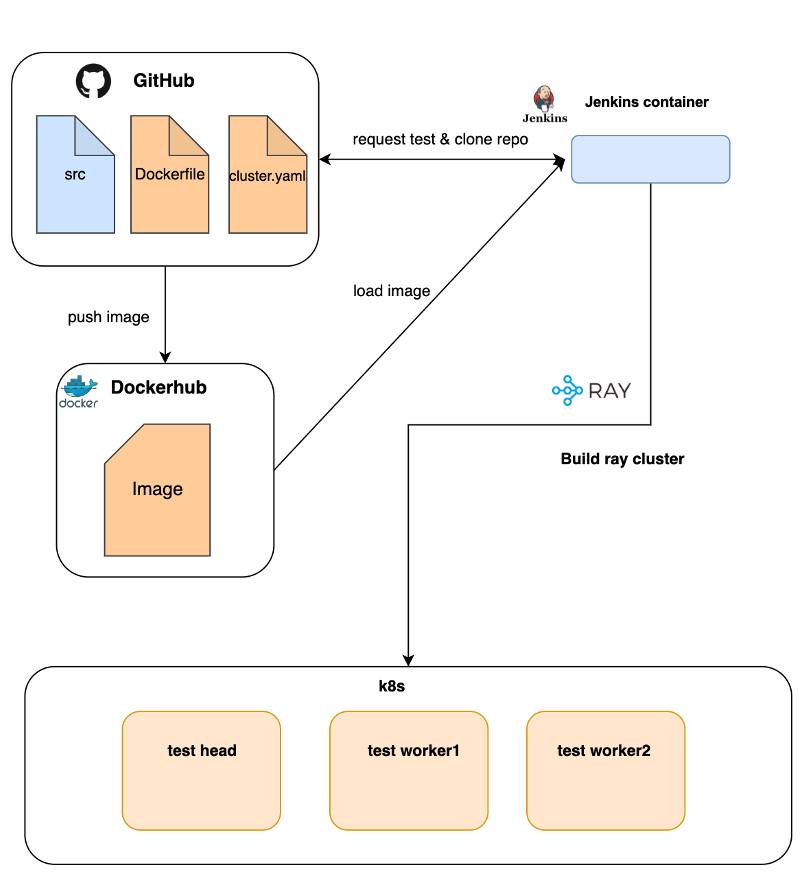 GitHub
Jenkins
Jenkins container
src
Dockerfile
cluster.yaml
request test & clone repo
push image
load image
docker
Dockerhub
Image
RAY
Build ray cluster
k8s
test head
test worker1
test worker2